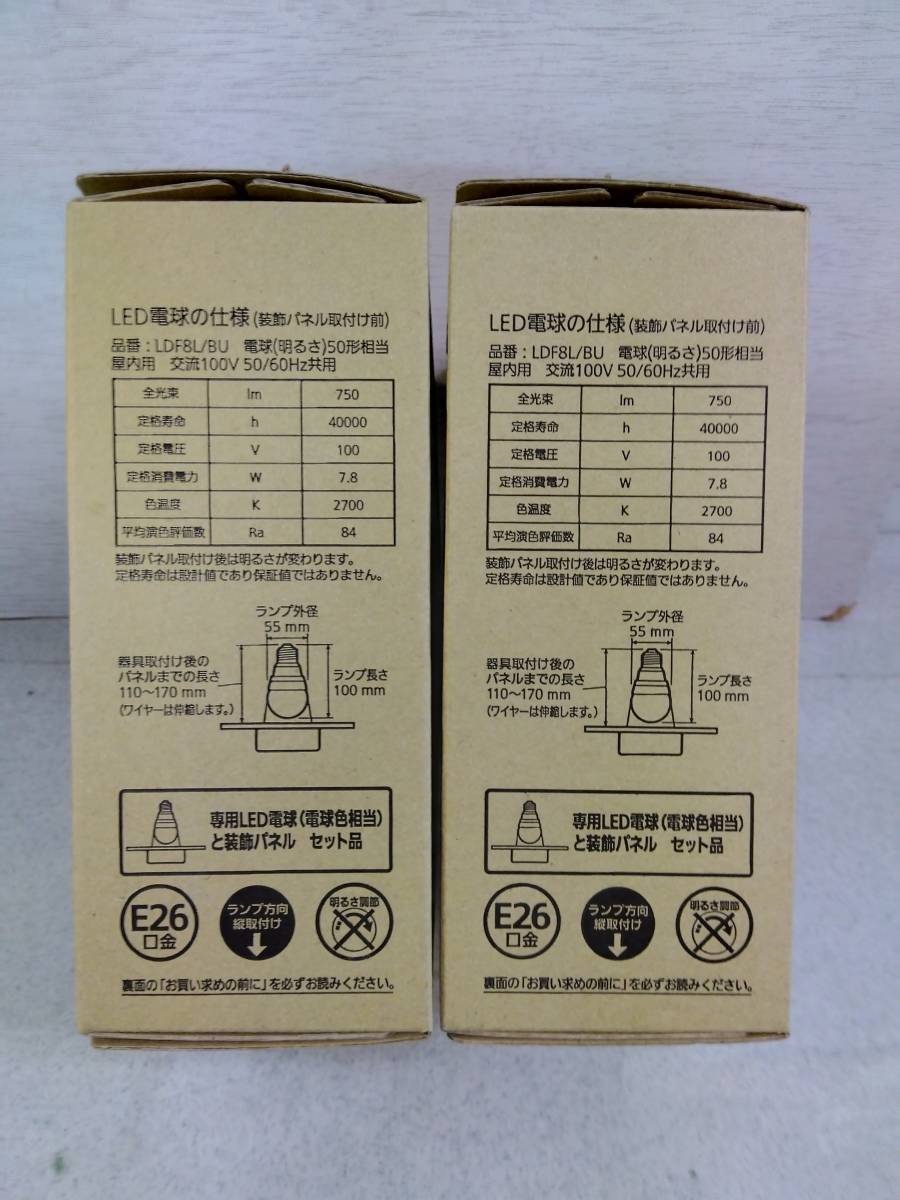 LED電球の仕様(装飾パネル取付け前)
品番：LDF8L/BU 電球(明るさ)50形相当
屋内用 交流100V 50/60Hz共用
全光束 lm 750
定格寿命 h 40000
定格電圧 V 100
定格消費電力 W 7.8
色温度 K 2700
平均演色評価数 Ra 84
装飾パネル取付け後は明るさが変わります。
定格寿命は設計値であり保証値ではありません。
ランプ外径
55 mm
器具取付け後の
パネルまでの長さ
110〜170 mm
(ワイヤーは伸縮します。)
ランプ長さ
100 mm
専用LED電球(電球色相当)
と装飾パネル セット品
E26
口金
ランプ方向
縦取付け
明るさ調節
裏面の「お買い求めの前に」を必ずお読みください。
LED電球の仕様(装飾パネル取付け前)
品番：LDF8L/BU 電球(明るさ)50形相当
屋内用 交流100V 50/60Hz共用
全光束 lm 750
定格寿命 h 40000
定格電圧 V 100
定格消費電力 W 7.8
色温度 K 2700
平均演色評価数 Ra 84
装飾パネル取付け後は明るさが変わります。
定格寿命は設計値であり保証値ではありません。
ランプ外径
55 mm
器具取付け後の
パネルまでの長さ
110〜170 mm
(ワイヤーは伸縮します。)
ランプ長さ
100 mm
専用LED電球(電球色相当)
と装飾パネル セット品
E26
口金
ランプ方向
縦取付け
明るさ調節
裏面の「お買い求めの前に」を必ずお読みください。